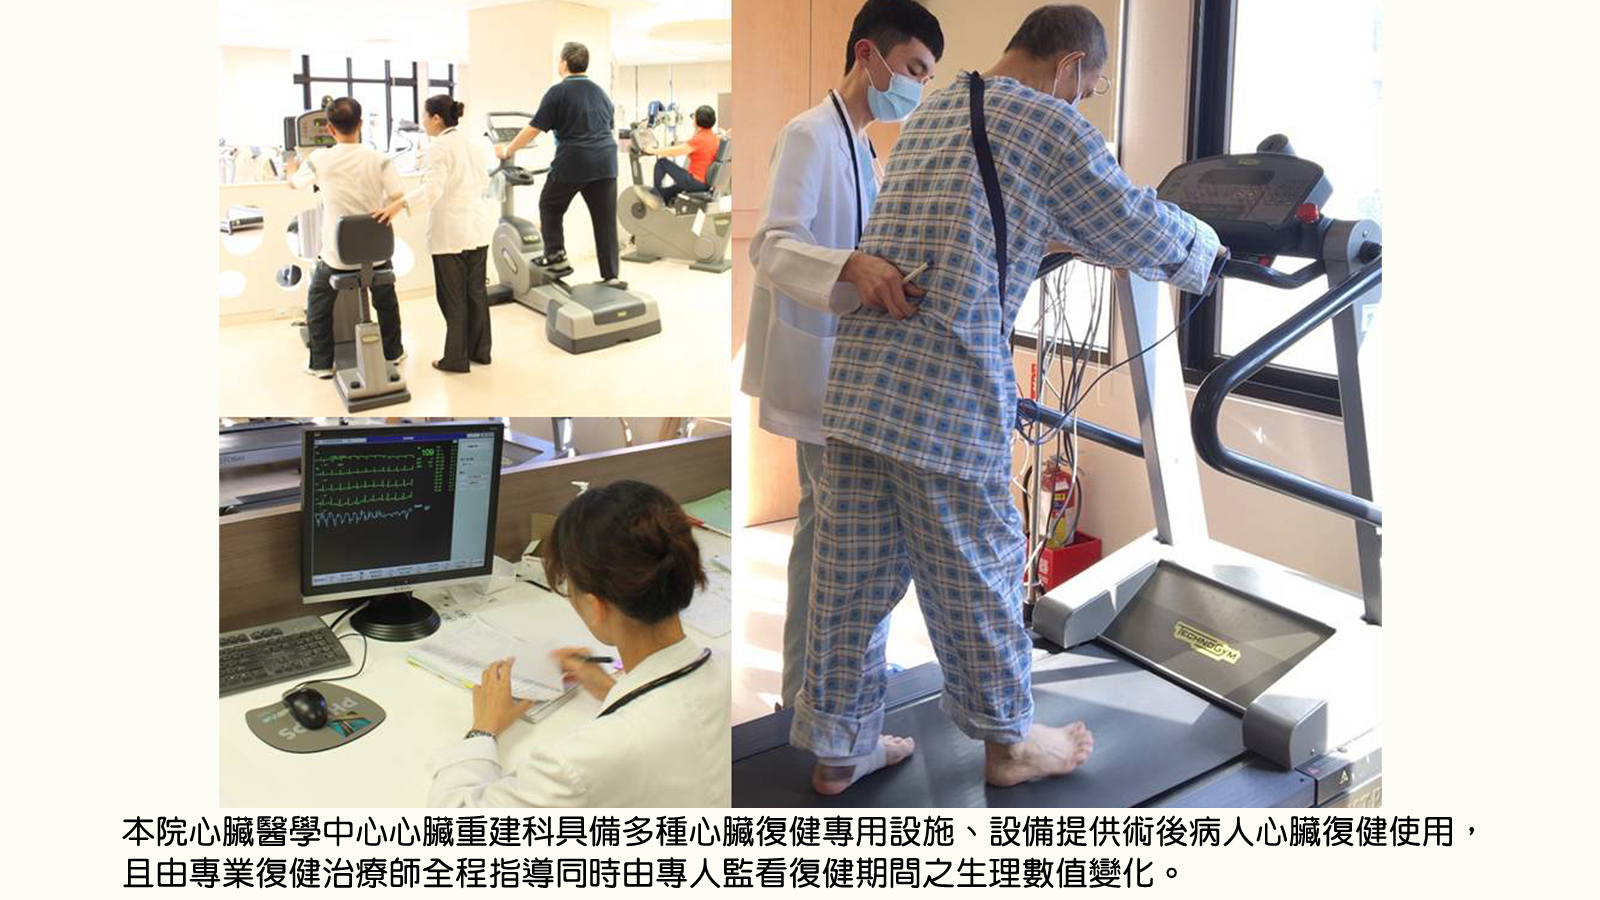 109
TECHNOGYM
本院心臟醫學中心心臟重建科具備多種心臟復健專用設施、設備提供術後病人心臟復健使用，
且由專業復健治療師全程指導同時由專人監看復健期間之生理數值變化。